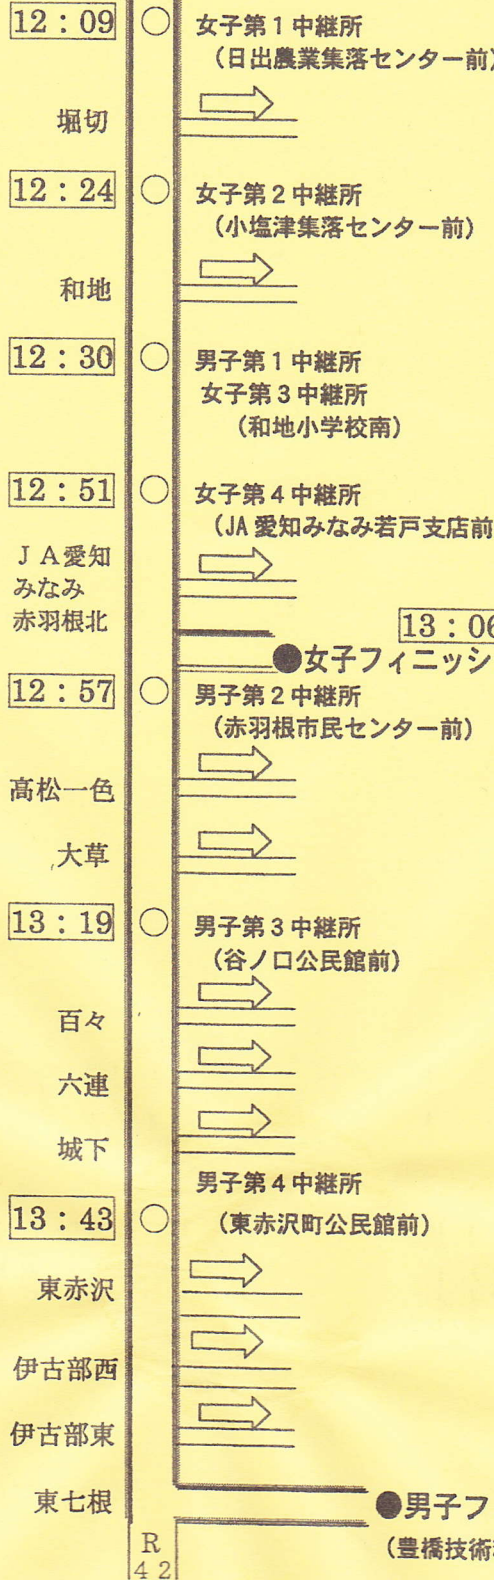 12：09
女子第１中継所
（日出農業集落センター前）
堀切
12：24
女子第２中継所
（小塩津集落センター前）
和地
12：30
男子第１中継所
女子第３中継所
（和地小学校南）
12：51
女子第４中継所
（JA 愛知みなみ若戸支店前
ＪＡ愛知
みなみ
赤羽根北
13：06
●女子フィニッシ
12：57
男子第２中継所
（赤羽根市民センター前）
高松一色
大草
13：19
男子第３中継所
（谷ノ口公民館前）
百々
六連
城下
男子第４中継所
13：43
（東赤沢町公民館前）
東赤沢
伊古部西
伊古部東
東七根
●男子フ
（豊橋技術
R
42